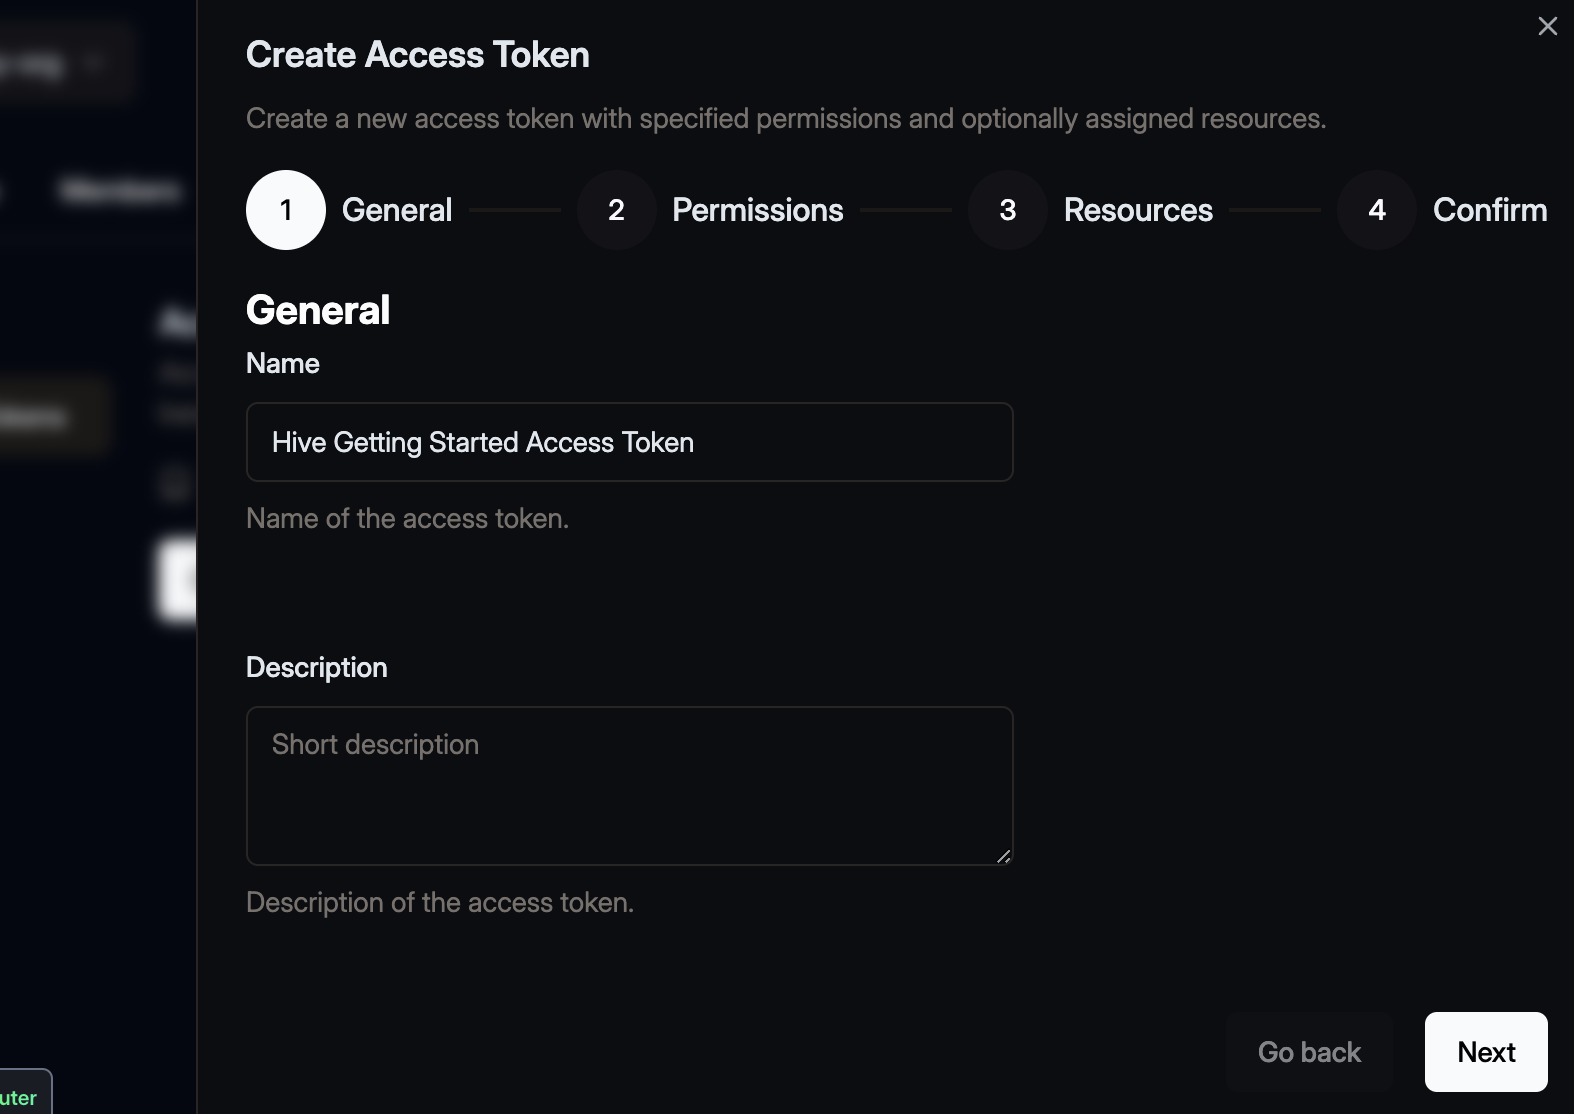 Create Access Token
Create a new access token with specified permissions and optionally assigned resources.
1 General 2 Permissions 3 Resources 4 Confirm
General
Name
Hive Getting Started Access Token
Name of the access token.
Description
Short description
Description of the access token.
Go back Next
Members
uter